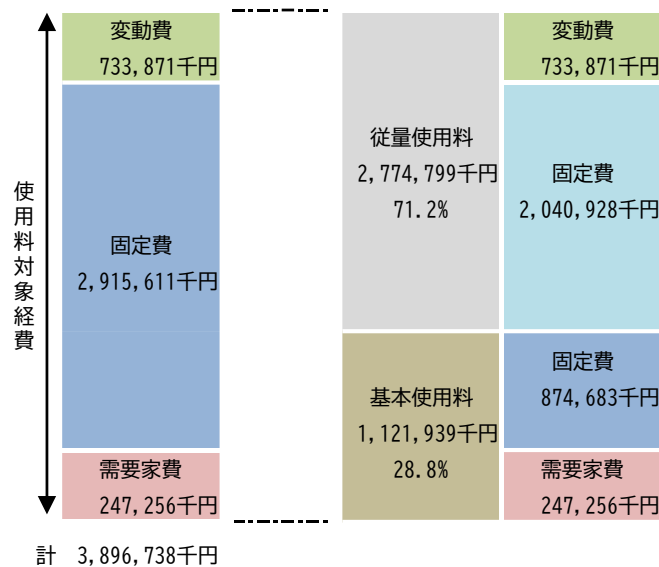 使用料対象経費
変動費
733,871千円
固定費
2,915,611千円
需要家費
247,256千円
計 3,896,738千円
従量使用料
2,774,799千円
71.2%
基本使用料
1,121,939千円
28.8%
変動費
733,871千円
固定費
2,040,928千円
固定費
874,683千円
需要家費
247,256千円